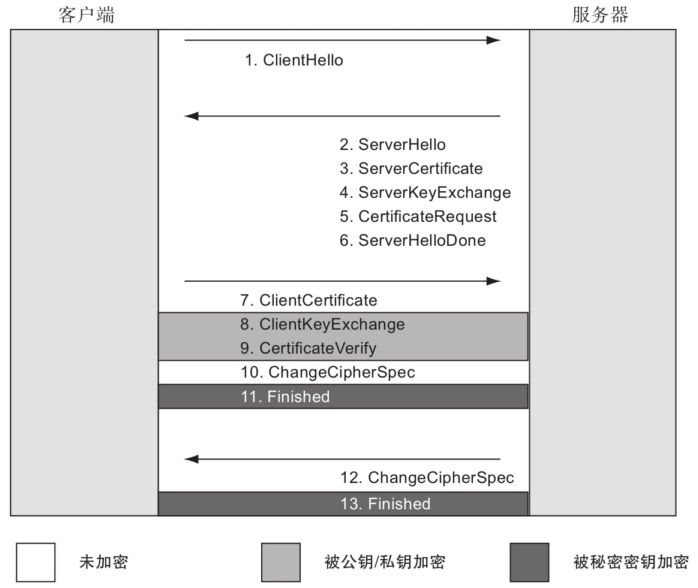 客户端
服务器
1. ClientHello
2. ServerHello
3. ServerCertificate
4. ServerKeyExchange
5. CertificateRequest
6. ServerHelloDone
7. ClientCertificate
8. ClientKeyExchange
9. CertificateVerify
10. ChangeCipherSpec
11. Finished
12. ChangeCipherSpec
13. Finished
未加密
被公钥/私钥加密
被秘密密钥加密